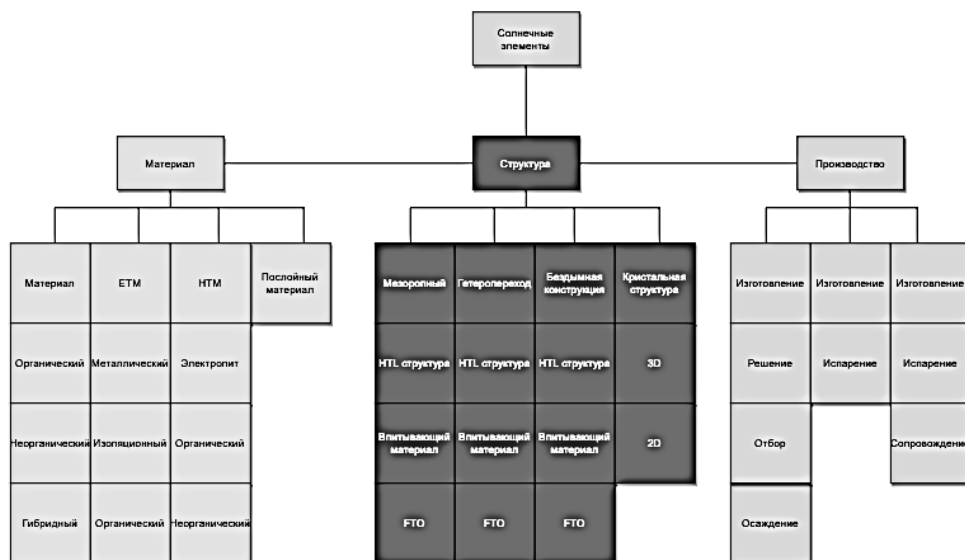 Солнечные
элементы
Материал
Структура
Производство
Материал
ETM
HTM
Послойный
материал
Мезоропный
Гетеропереход
Бездымная
конструкция
Кристальная
структура
Изготовление
Изготовление
Изготовление
Органический
Металлический
Электролит
HTL структура
HTL структура
HTL структура
3D
Решение
Испарение
Испарение
Неорганический
Изоляционный
Органический
Впитывающий
материал
Впитывающий
материал
Впитывающий
материал
2D
Отбор
Сопровождение
Гибридный
Органический
Неорганический
FTO
FTO
FTO
Осаждение